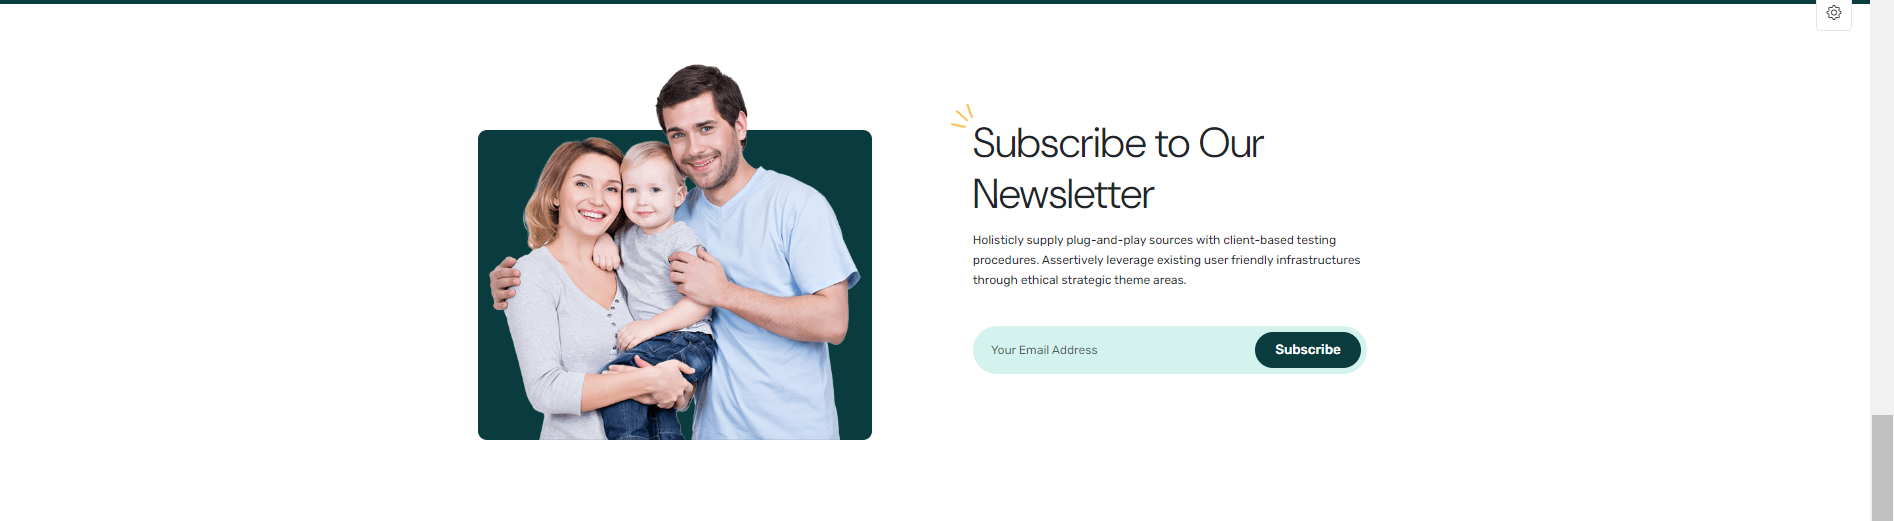 Subscribe to Our
Newsletter
Holisticly supply plug-and-play sources with client-based testing
procedures. Assertively leverage existing user friendly infrastructures
through ethical strategic theme areas.
Your Email Address
Subscribe